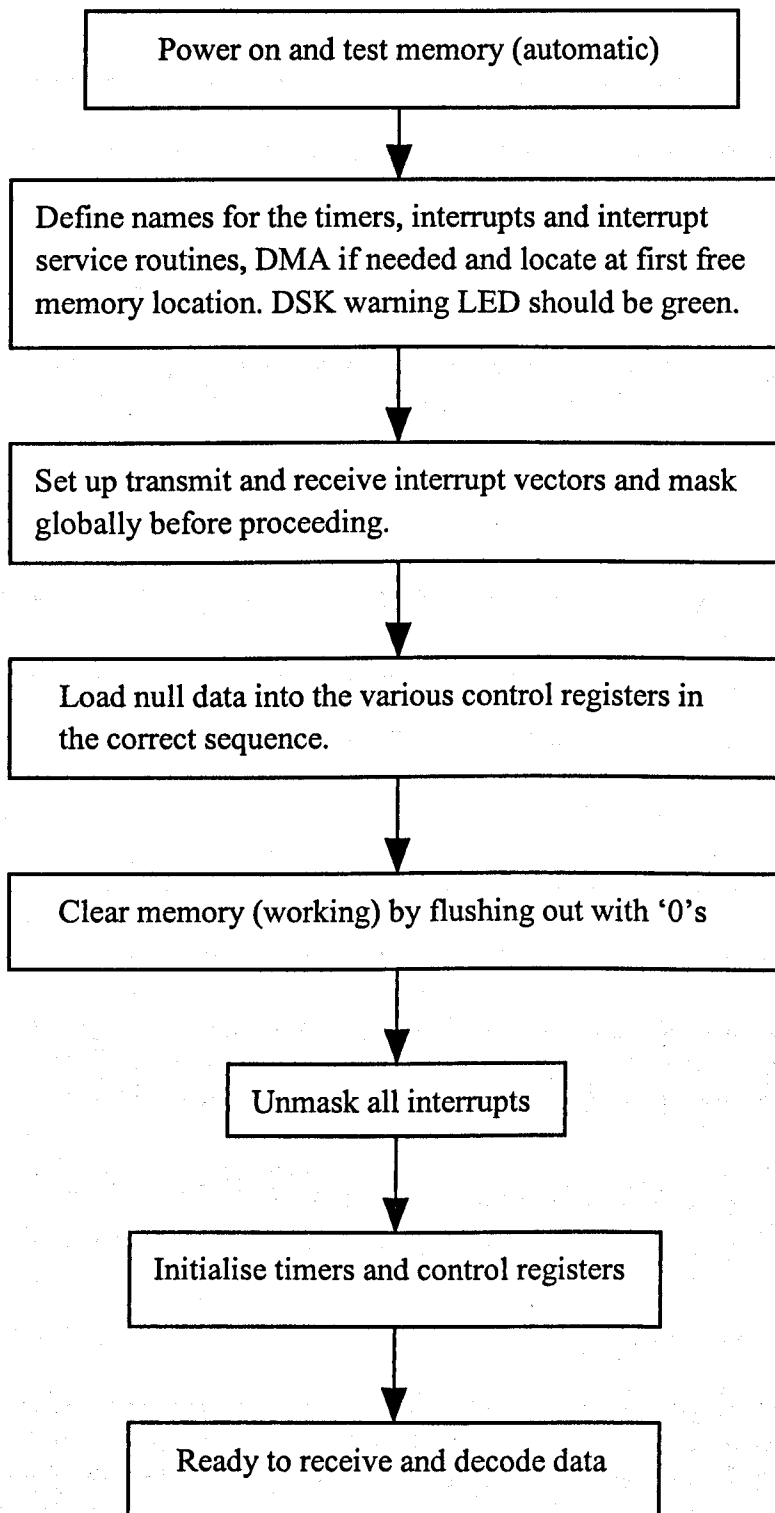 Power on and test memory (automatic)
Define names for the timers, interrupts and interrupt
service routines, DMA if needed and locate at first free
memory location. DSK warning LED should be green.
Set up transmit and receive interrupt vectors and mask
globally before proceeding.
Load null data into the various control registers in
the correct sequence.
Clear memory (working) by flushing out with ‘0’s
Unmask all interrupts
Initialise timers and control registers
Ready to receive and decode data